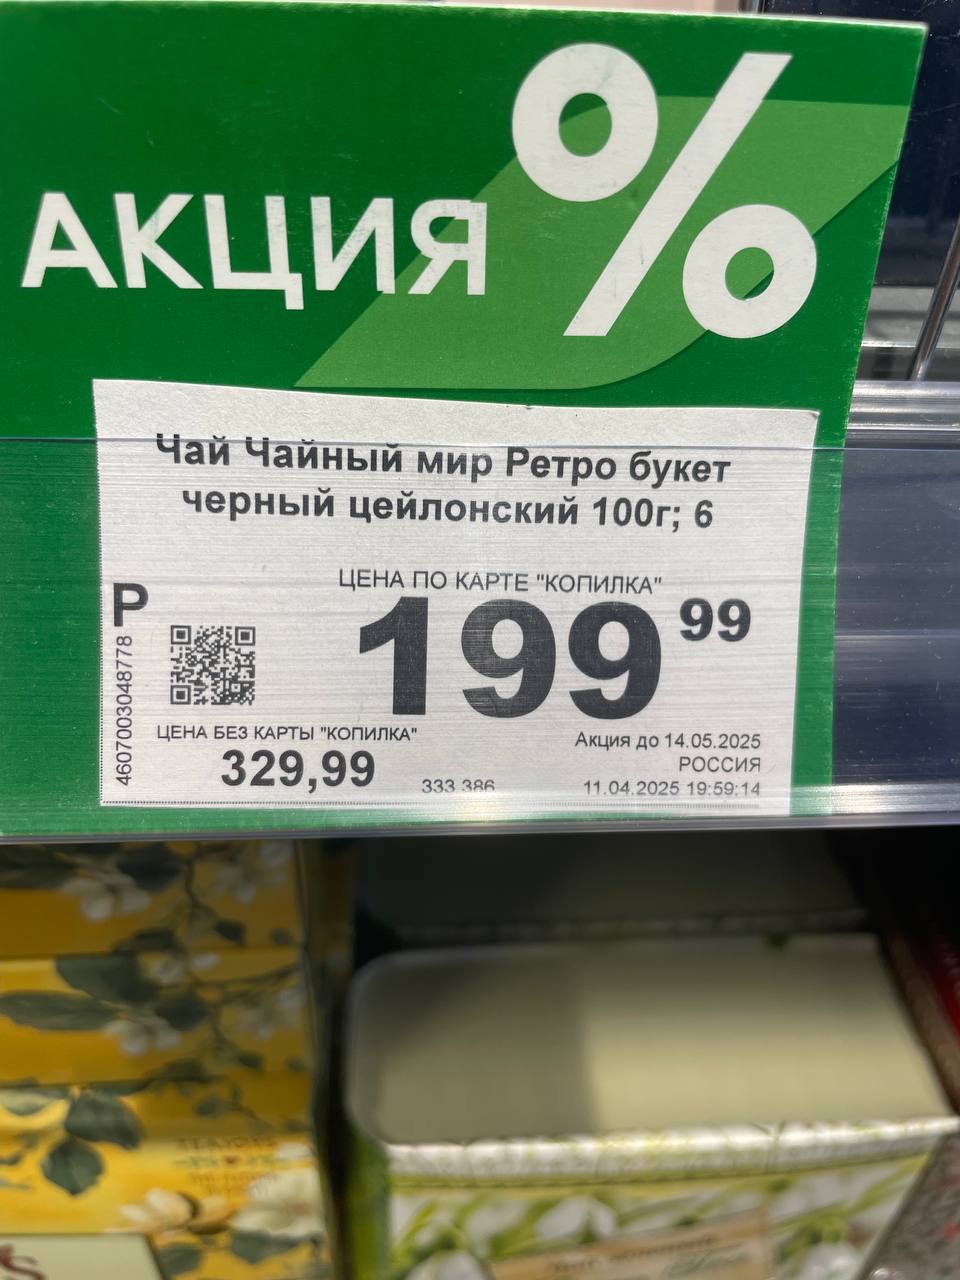 АКЦИЯ %
Чай Чайный мир Ретро букет
черный цейлонский 100г; 6
ЦЕНА ПО КАРТЕ "КОПИЛКА"
Р
199 99
4607003048778
ЦЕНА БЕЗ КАРТЫ "КОПИЛКА"
329,99
Акция до 14.05.2025
РОССИЯ
333 386
11.04.2025 19:59:14